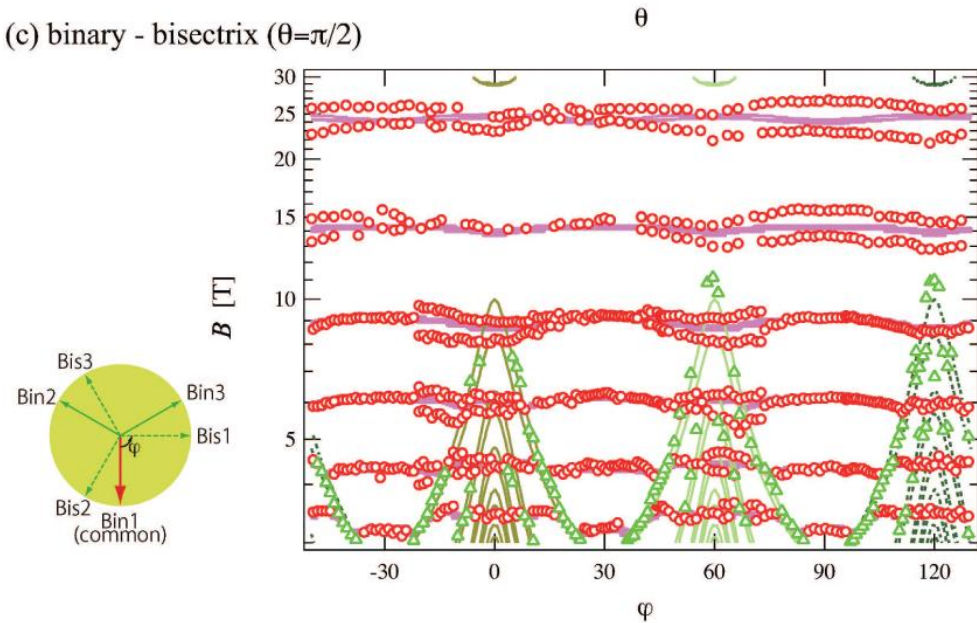 θ
(c) binary - bisectrix (θ=π/2)
30
25
20
15
10
5
B [T]
-30 0 30 60 90 120
φ
Bis3
Bin2
Bin3
Bis1
φ
Bis2
Bin1
(common)